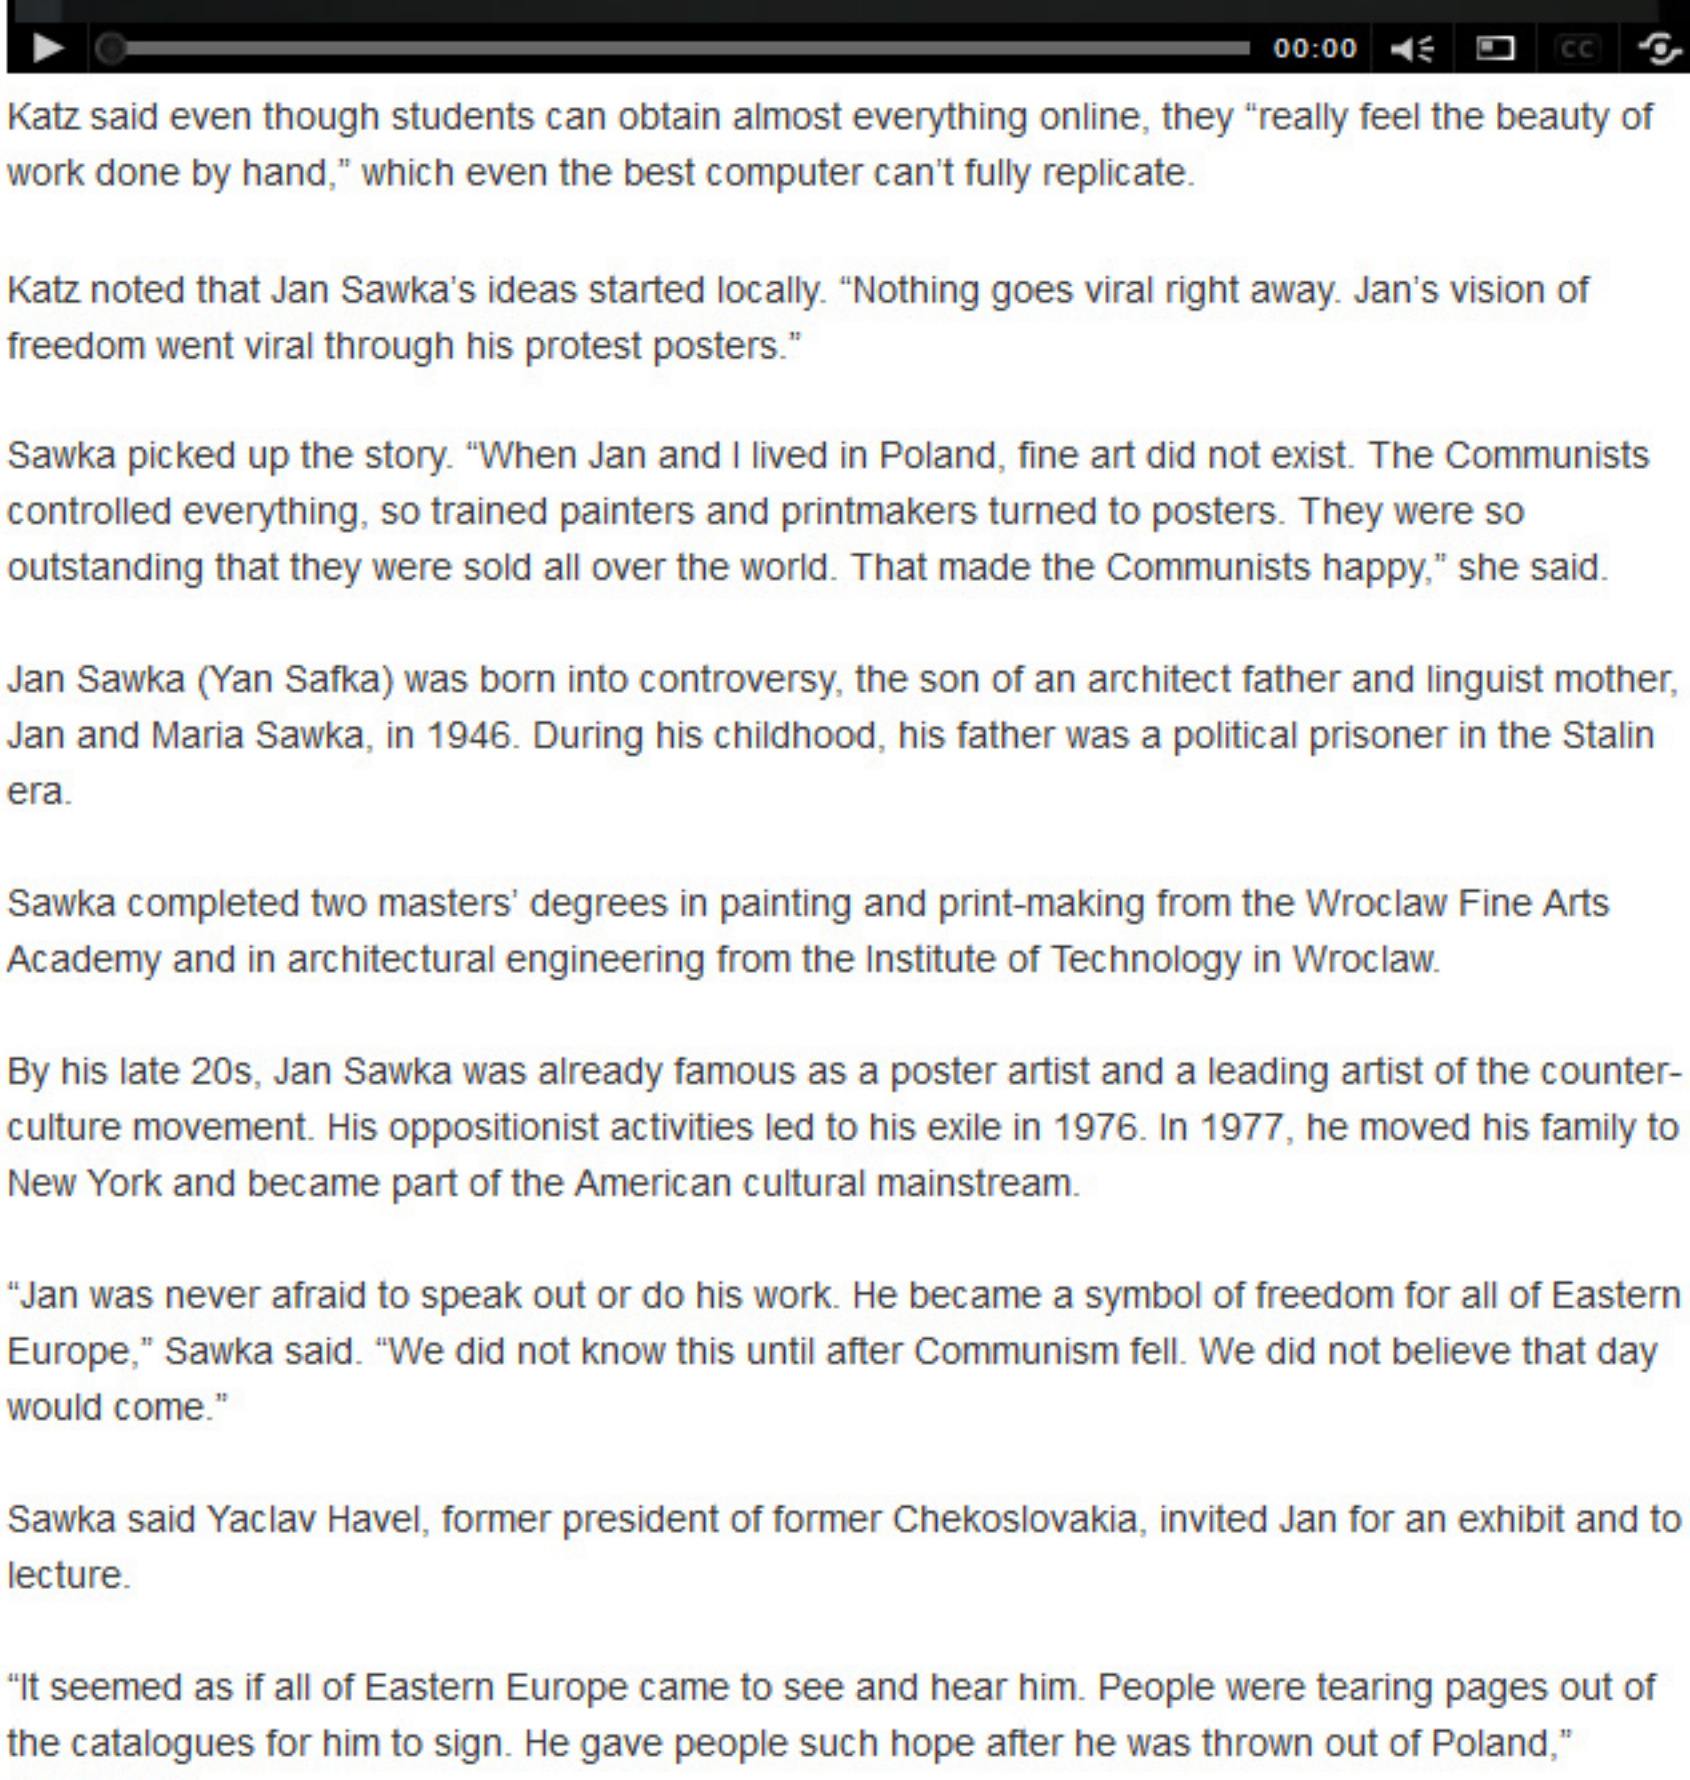 00:00
CC
Katz said even though students can obtain almost everything online, they “really feel the beauty of
work done by hand,” which even the best computer can’t fully replicate.
Katz noted that Jan Sawka’s ideas started locally. “Nothing goes viral right away. Jan’s vision of
freedom went viral through his protest posters.”
Sawka picked up the story. “When Jan and I lived in Poland, fine art did not exist. The Communists
controlled everything, so trained painters and printmakers turned to posters. They were so
outstanding that they were sold all over the world. That made the Communists happy,” she said.
Jan Sawka (Yan Safka) was born into controversy, the son of an architect father and linguist mother,
Jan and Maria Sawka, in 1946. During his childhood, his father was a political prisoner in the Stalin
era.
Sawka completed two masters’ degrees in painting and print-making from the Wroclaw Fine Arts
Academy and in architectural engineering from the Institute of Technology in Wroclaw.
By his late 20s, Jan Sawka was already famous as a poster artist and a leading artist of the counter-
culture movement. His oppositionist activities led to his exile in 1976. In 1977, he moved his family to
New York and became part of the American cultural mainstream.
“Jan was never afraid to speak out or do his work. He became a symbol of freedom for all of Eastern
Europe,” Sawka said. “We did not know this until after Communism fell. We did not believe that day
would come.”
Sawka said Yaclav Havel, former president of former Chekoslovakia, invited Jan for an exhibit and to
lecture.
“It seemed as if all of Eastern Europe came to see and hear him. People were tearing pages out of
the catalogues for him to sign. He gave people such hope after he was thrown out of Poland,”